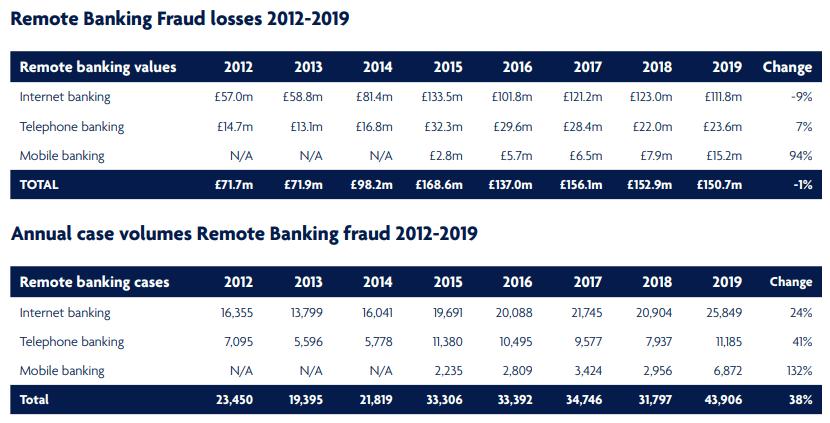 Remote Banking Fraud losses 2012-2019
Remote banking values 2012 2013 2014 2015 2016 2017 2018 2019 Change
Internet banking £57.0m £58.8m £81.4m £133.5m £101.8m £121.2m £123.0m £111.8m -9%
Telephone banking £14.7m £13.1m £16.8m £32.3m £29.6m £28.4m £22.0m £23.6m 7%
Mobile banking N/A N/A N/A £2.8m £5.7m £6.5m £7.9m £15.2m 94%
TOTAL £71.7m £71.9m £98.2m £168.6m £137.0m £156.1m £152.9m £150.7m -1%
Annual case volumes Remote Banking fraud 2012-2019
Remote banking cases 2012 2013 2014 2015 2016 2017 2018 2019 Change
Internet banking 16,355 13,799 16,041 19,691 20,088 21,745 20,904 25,849 24%
Telephone banking 7,095 5,596 5,778 11,380 10,495 9,577 7,937 11,185 41%
Mobile banking N/A N/A N/A 2,235 2,809 3,424 2,956 6,872 132%
Total 23,450 19,395 21,819 33,306 33,392 34,746 31,797 43,906 38%